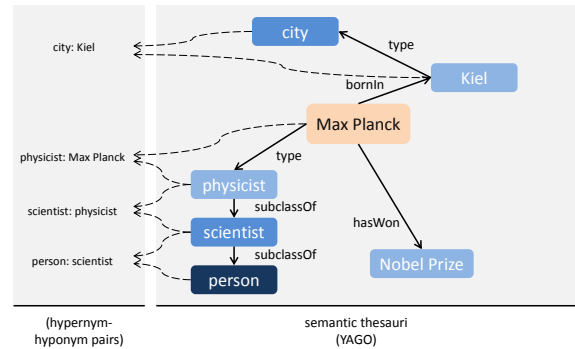 city: Kiel
city
type
Kiel
bornIn
Max Planck
physicist: Max Planck
type
physicist
subclassOf
scientist: physicist
scientist
hasWon
subclassOf
person: scientist
person
Nobel Prize
(hypernym-
hyponym pairs)
semantic thesauri
(YAGO)